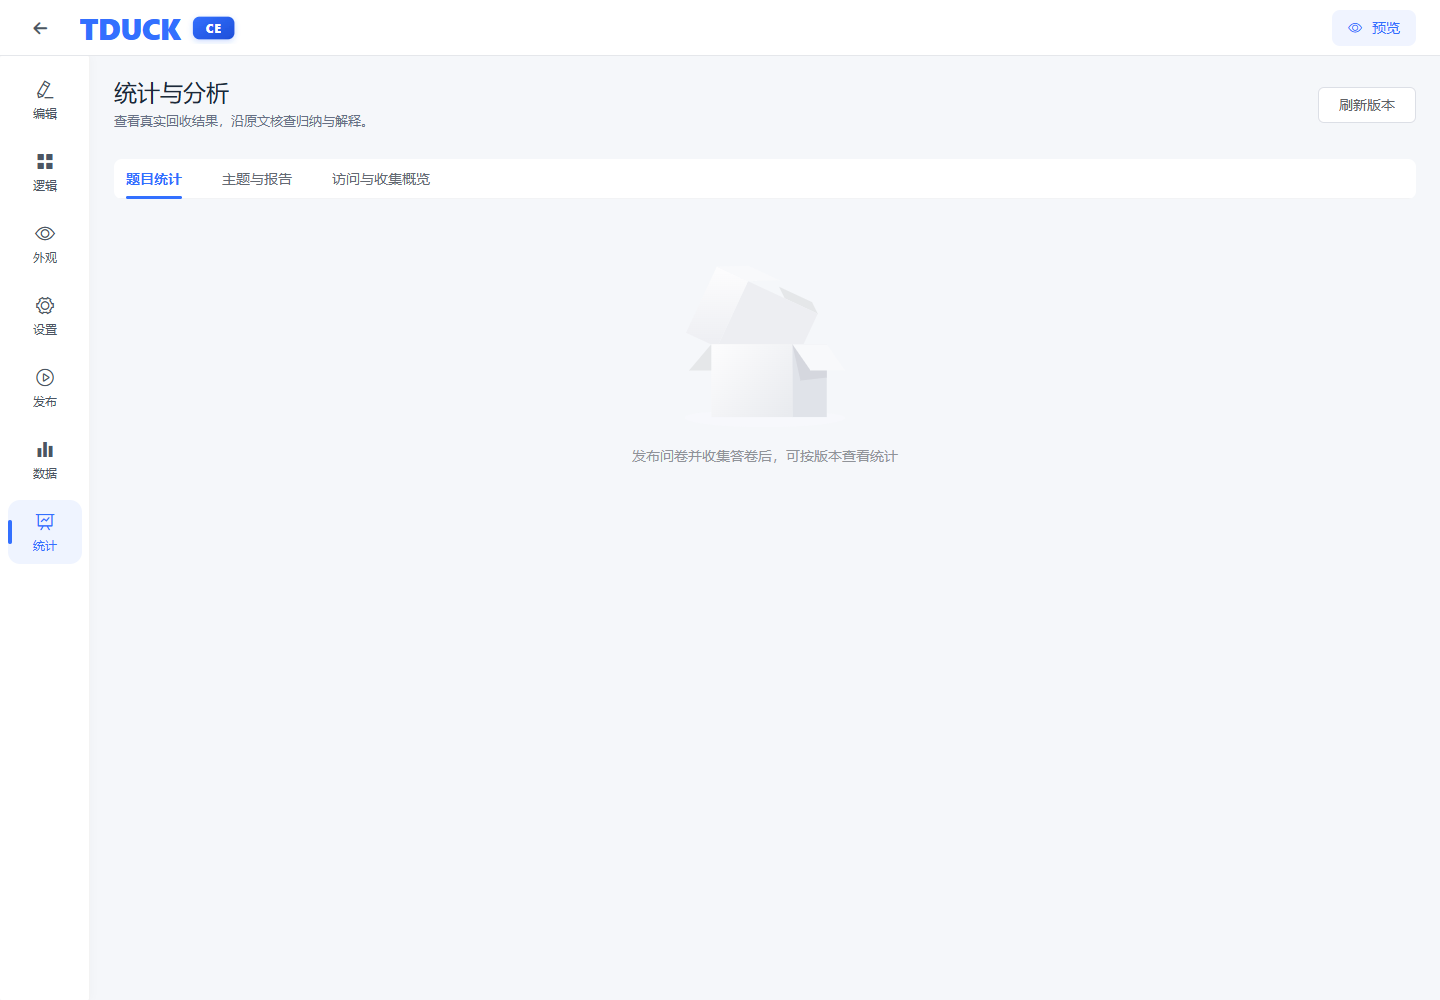 TDUCK CE
预览
编辑
逻辑
外观
设置
发布
数据
统计
统计与分析
查看真实回收结果，沿原文核查归纳与解释。
刷新版本
题目统计 主题与报告 访问与收集概览
发布问卷并收集答卷后，可按版本查看统计